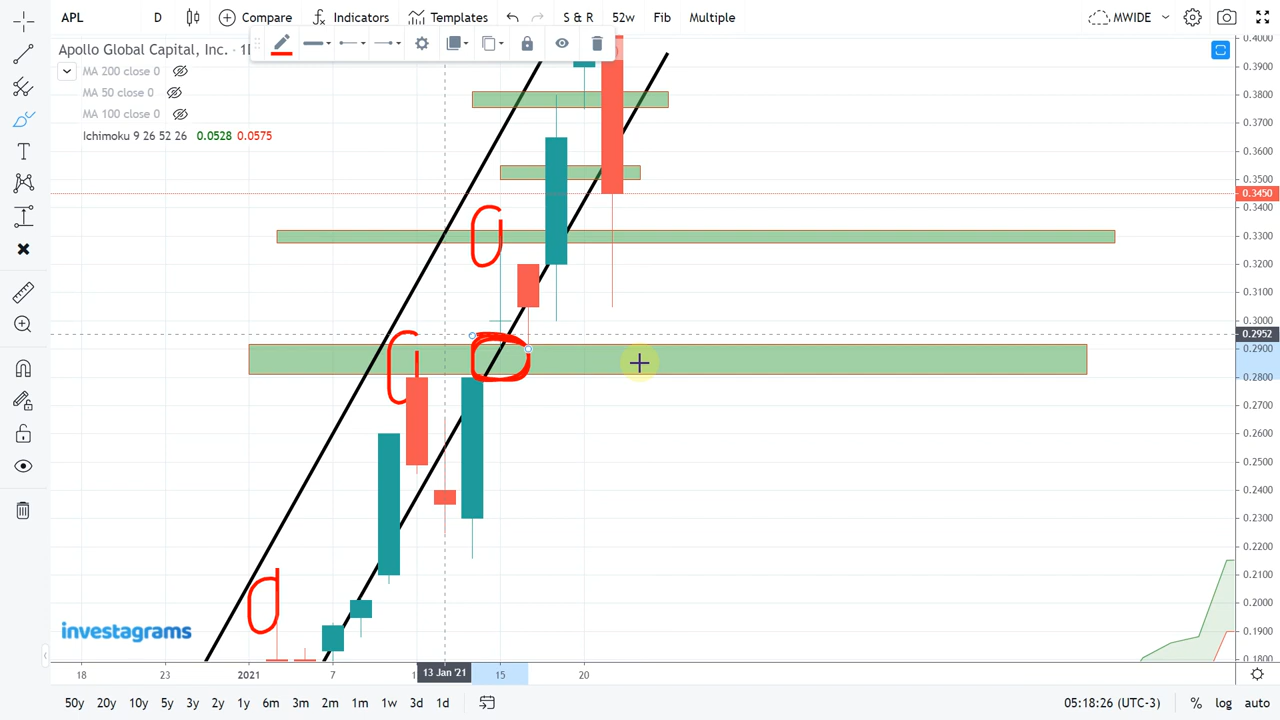 APL D Compare Indicators Templates S & R 52w Fib Multiple MWIDE
Apollo Global Capital, Inc. · 1
MA 200 close 0
MA 50 close 0
MA 100 close 0
Ichimoku 9 26 52 26 0.0528 0.0575
0.4000
0.3900
0.3800
0.3700
0.3600
0.3500
0.3450
0.3400
0.3300
0.3200
0.3100
0.3000
0.2952
0.2900
0.2800
0.2700
0.2600
0.2500
0.2400
0.2300
0.2200
0.2100
0.2000
0.1900
0.1800
investagrams
18 23 2021 7 13 Jan '21 15 20
50y 20y 10y 5y 3y 2y 1y 6m 3m 2m 1m 1w 3d 1d 05:18:26 (UTC-3) % log auto